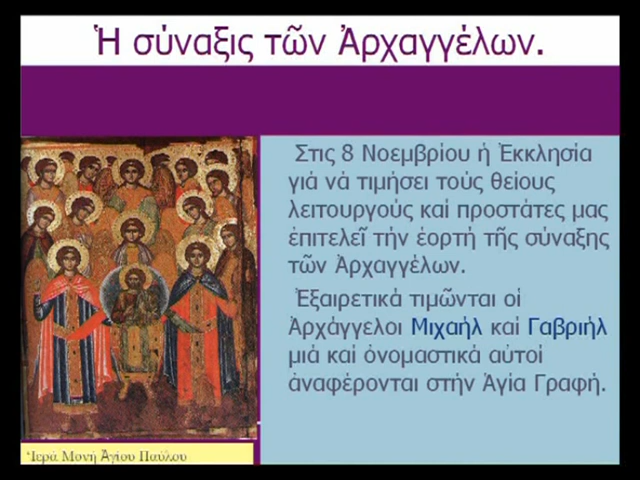 Ἡ σύναξις τῶν Ἀρχαγγέλων.
Στις 8 Νοεμβρίου ἡ Ἐκκλησία
γιά νά τιμήσει τούς θείους
λειτουργούς καί προστάτες μας
ἐπιτελεῖ τήν ἑορτή τῆς σύναξης
τῶν Ἀρχαγγέλων.
Ἐξαιρετικά τιμῶνται οἱ
Ἀρχάγγελοι Μιχαήλ καί Γαβριήλ
μιά καί ὀνομαστικά αὐτοί
ἀναφέρονται στήν Ἁγία Γραφή.
Ἱερά Μονή Ἁγίου Παύλου